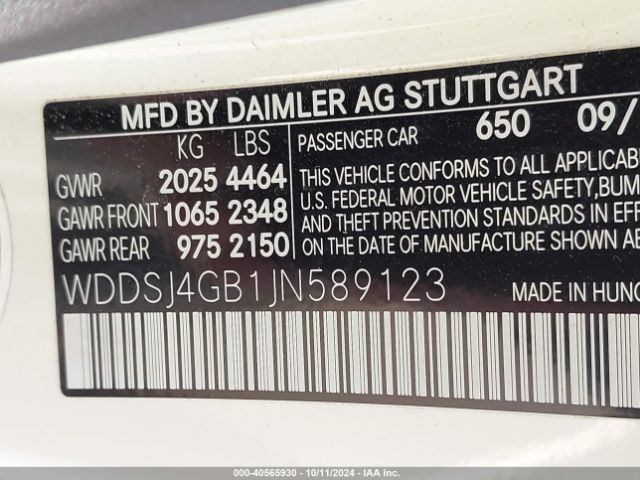 MFD BY DAIMLER AG STUTTGART
KG LBS PASSENGER CAR 650 09/
GVWR 2025 4464
GAWR FRONT 1065 2348
GAWR REAR 975 2150
THIS VEHICLE CONFORMS TO ALL APPLICABL
U.S. FEDERAL MOTOR VEHICLE SAFETY, BUM
AND THEFT PREVENTION STANDARDS IN EFF
ON THE DATE OF MANUFACTURE SHOWN AB
WDDSJ4GB1JN589123 MADE IN HUNG
000-40565930 - 10/11/2024 - IAA Inc.